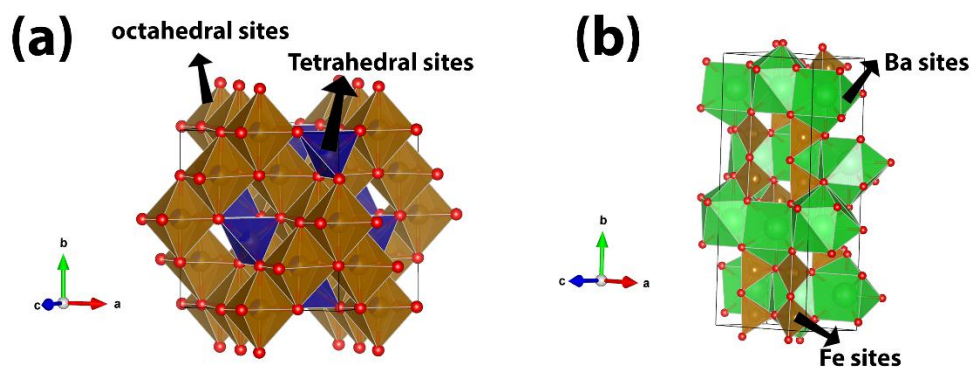 (a)
octahedral sites
Tetrahedral sites
b
c
a
(b)
Ba sites
b
c
a
Fe sites